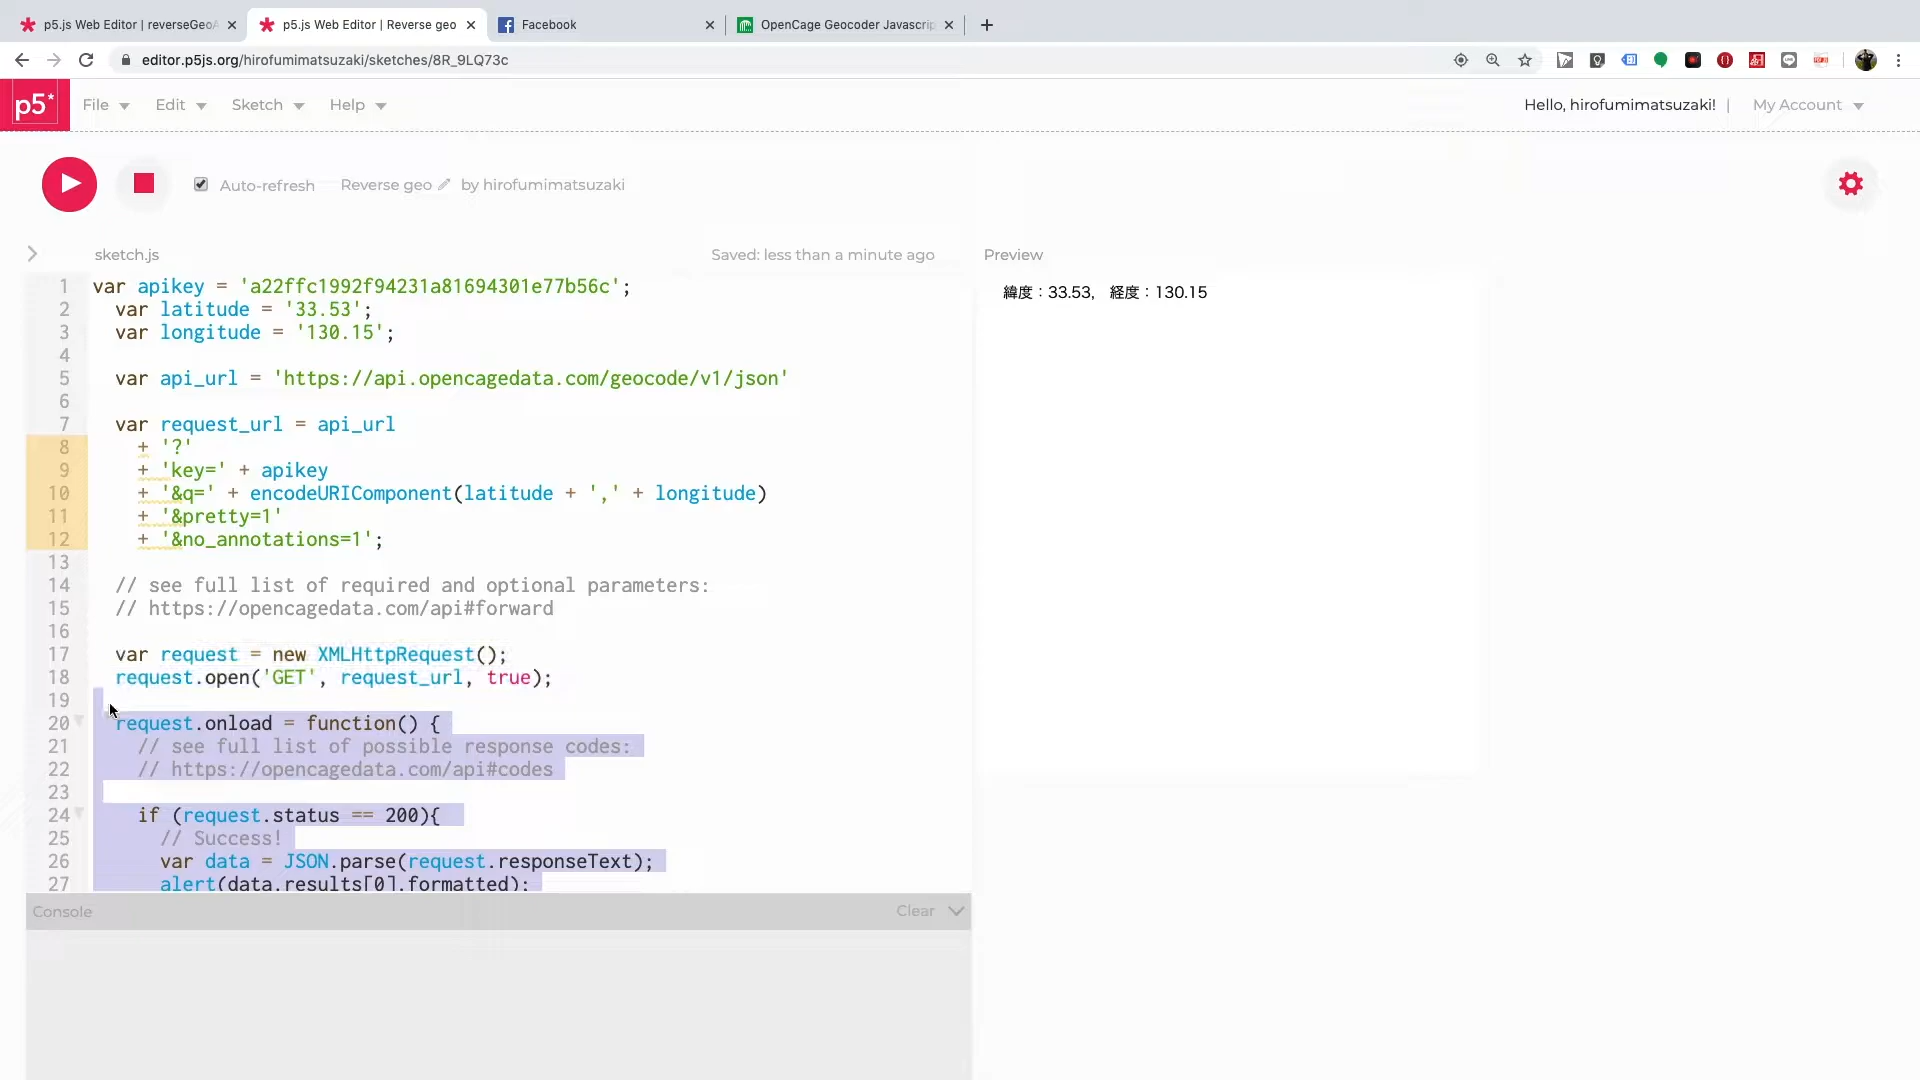 p5.js Web Editor | reverseGeoA
p5.js Web Editor | Reverse geo
Facebook
OpenCage Geocoder Javascrip
editor.p5js.org/hirofumimatsuzaki/sketches/8R_9LQ73c
p5*
File
Edit
Sketch
Help
Hello, hirofumimatsuzaki! |
My Account
Auto-refresh
Reverse geo
by hirofumimatsuzaki
sketch.js
Saved: less than a minute ago
Preview
1 var apikey = 'a22ffc1992f94231a81694301e77b56c';
2 var latitude = '33.53';
3 var longitude = '130.15';
4
5 var api_url = 'https://api.opencagedata.com/geocode/v1/json'
6
7 var request_url = api_url
8 + '?'
9 + 'key=' + apikey
10 + '&q=' + encodeURIComponent(latitude + ',' + longitude)
11 + '&pretty=1'
12 + '&no_annotations=1';
13
14 // see full list of required and optional parameters:
15 // https://opencagedata.com/api#forward
16
17 var request = new XMLHttpRequest();
18 request.open('GET', request_url, true);
19
20 request.onload = function() {
21 // see full list of possible response codes:
22 // https://opencagedata.com/api#codes
23
24 if (request.status == 200){
25 // Success!
26 var data = JSON.parse(request.responseText);
27 alert(data.results[0].formatted);
緯度：33.53, 経度：130.15
Console
Clear